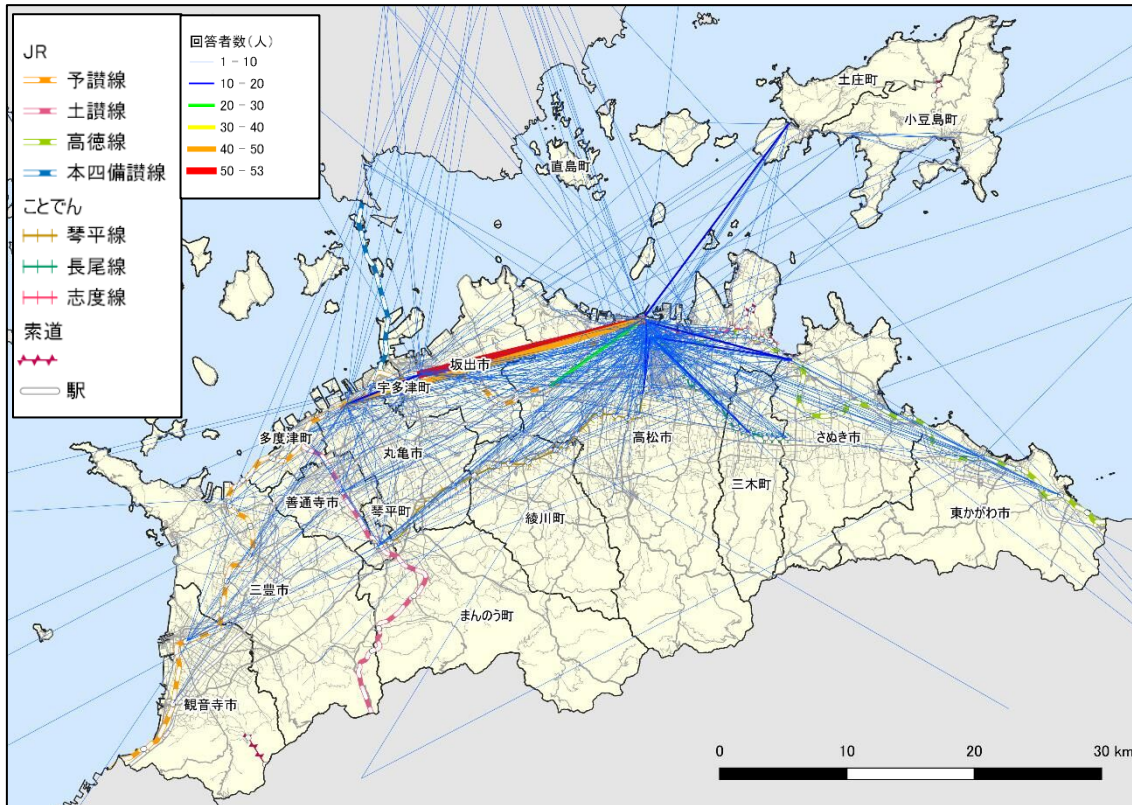 JR
予讃線
土讃線
高徳線
本四備讃線
ことでん
琴平線
長尾線
志度線
索道
駅
回答者数(人)
1 - 10
10 - 20
20 - 30
30 - 40
40 - 50
50 - 53
土庄町
小豆島町
直島町
坂出市
宇多津町
多度津町
丸亀市
高松市
さぬき市
善通寺市
琴平町
三木町
綾川町
東かがわ市
三豊市
まんのう町
観音寺市
0 10 20 30 km